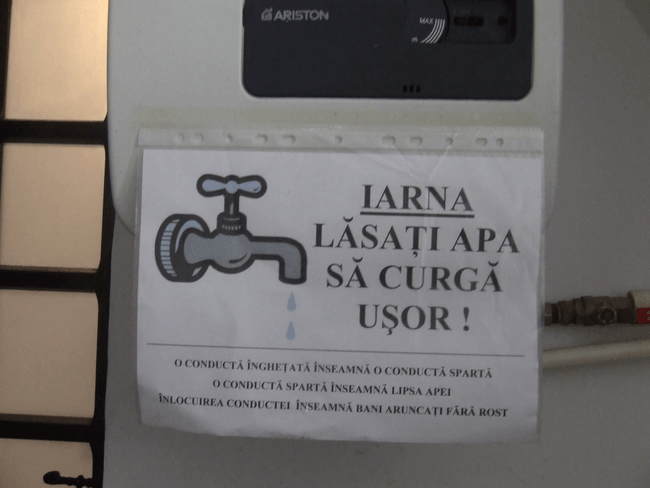 ARISTON
MAX
IARNA
LĂSAȚI APA
SĂ CURGĂ
UȘOR !
O CONDUCTĂ ÎNGHEȚATĂ ÎNSEAMNĂ O CONDUCTĂ SPARTĂ
O CONDUCTĂ SPARTĂ ÎNSEAMNĂ LIPSA APEI
ÎNLOCUIREA CONDUCTEI ÎNSEAMNĂ BANI ARUNCAȚI FĂRĂ ROST